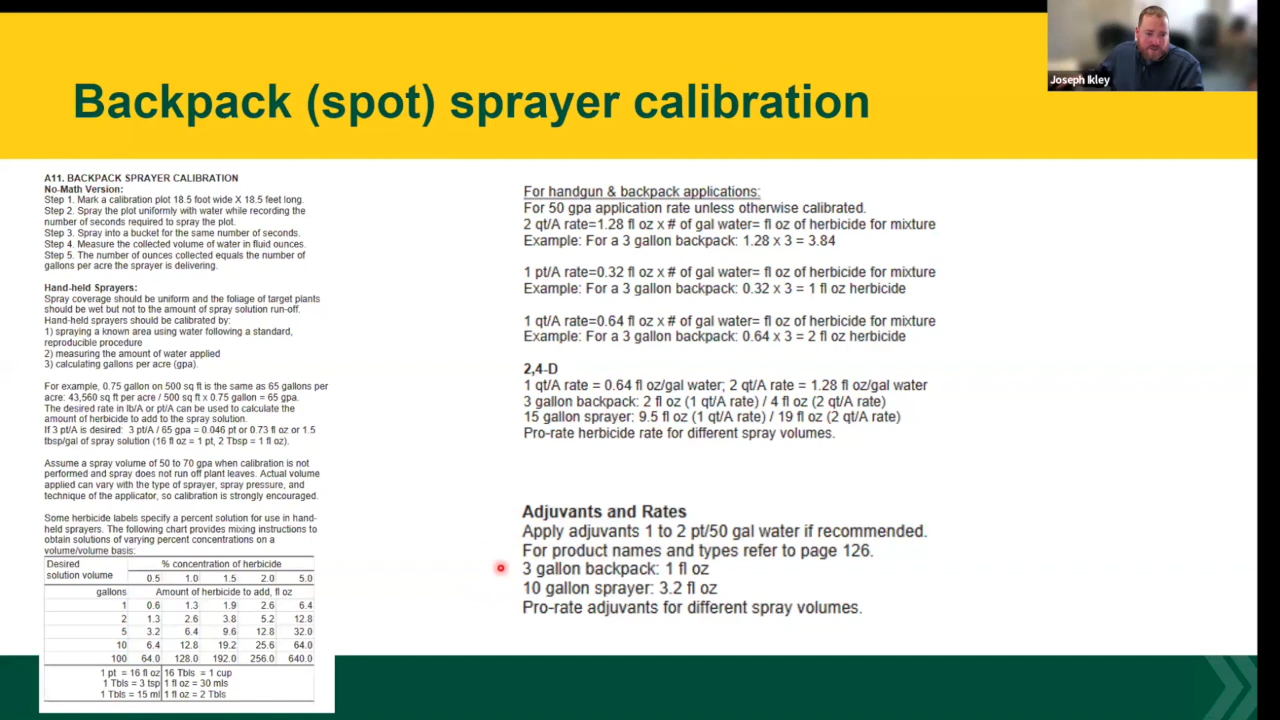 Joseph Ikley
Backpack (spot) sprayer calibration
A11. BACKPACK SPRAYER CALIBRATION
No-Math Version:
Step 1. Mark a calibration plot 18.5 foot wide X 18.5 feet long.
Step 2. Spray the plot uniformly with water while recording the
number of seconds required to spray the plot.
Step 3. Spray into a bucket for the same number of seconds.
Step 4. Measure the collected volume of water in fluid ounces.
Step 5. The number of ounces collected equals the number of
gallons per acre the sprayer is delivering.
Hand-held Sprayers:
Spray coverage should be uniform and the foliage of target plants
should be wet but not to the amount of spray solution run-off.
Hand-held sprayers should be calibrated by:
1) spraying a known area using water following a standard,
reproducible procedure
2) measuring the amount of water applied
3) calculating gallons per acre (gpa).
For example, 0.75 gallon on 500 sq ft is the same as 65 gallons per
acre: 43,560 sq ft per acre / 500 sq ft x 0.75 gallon = 65 gpa.
The desired rate in lb/A or pt/A can be used to calculate the
amount of herbicide to add to the spray solution.
If 3 pt/A is desired: 3 pt/A / 65 gpa = 0.046 pt or 0.73 fl oz or 1.5
tbsp/gal of spray solution (16 fl oz = 1 pt, 2 Tbsp = 1 fl oz).
Assume a spray volume of 50 to 70 gpa when calibration is not
performed and spray does not run off plant leaves. Actual volume
applied can vary with the type of sprayer, spray pressure, and
technique of the applicator, so calibration is strongly encouraged.
Some herbicide labels specify a percent solution for use in hand-
held sprayers. The following chart provides mixing instructions to
obtain solutions of varying percent concentrations on a
volume/volume basis:
Desired % concentration of herbicide
solution volume 0.5 1.0 1.5 2.0 5.0
gallons Amount of herbicide to add, fl oz
1 0.6 1.3 1.9 2.6 6.4
2 1.3 2.6 3.8 5.2 12.8
5 3.2 6.4 9.6 12.8 32.0
10 6.4 12.8 19.2 25.6 64.0
100 64.0 128.0 192.0 256.0 640.0
1 pt = 16 fl oz 16 Tbls = 1 cup
1 Tbls = 3 tsp 1 fl oz = 30 mls
1 Tbls = 15 ml 1 fl oz = 2 Tbls
For handgun & backpack applications:
For 50 gpa application rate unless otherwise calibrated.
2 qt/A rate=1.28 fl oz x # of gal water= fl oz of herbicide for mixture
Example: For a 3 gallon backpack: 1.28 x 3 = 3.84
1 pt/A rate=0.32 fl oz x # of gal water= fl oz of herbicide for mixture
Example: For a 3 gallon backpack: 0.32 x 3 = 1 fl oz herbicide
1 qt/A rate=0.64 fl oz x # of gal water= fl oz of herbicide for mixture
Example: For a 3 gallon backpack: 0.64 x 3 = 2 fl oz herbicide
2,4-D
1 qt/A rate = 0.64 fl oz/gal water; 2 qt/A rate = 1.28 fl oz/gal water
3 gallon backpack: 2 fl oz (1 qt/A rate) / 4 fl oz (2 qt/A rate)
15 gallon sprayer: 9.5 fl oz (1 qt/A rate) / 19 fl oz (2 qt/A rate)
Pro-rate herbicide rate for different spray volumes.
Adjuvants and Rates
Apply adjuvants 1 to 2 pt/50 gal water if recommended.
For product names and types refer to page 126.
3 gallon backpack: 1 fl oz
10 gallon sprayer: 3.2 fl oz
Pro-rate adjuvants for different spray volumes.